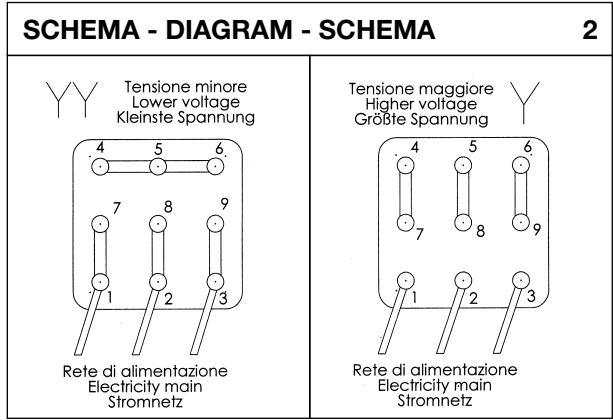 SCHEMA - DIAGRAM - SCHEMA 2
Tensione minore
Lower voltage
Kleinste Spannung
4 5 6
7 8 9
1 2 3
Rete di alimentazione
Electricity main
Stromnetz
Tensione maggiore
Higher voltage
Größte Spannung
4 5 6
7 8 9
1 2 3
Rete di alimentazione
Electricity main
Stromnetz